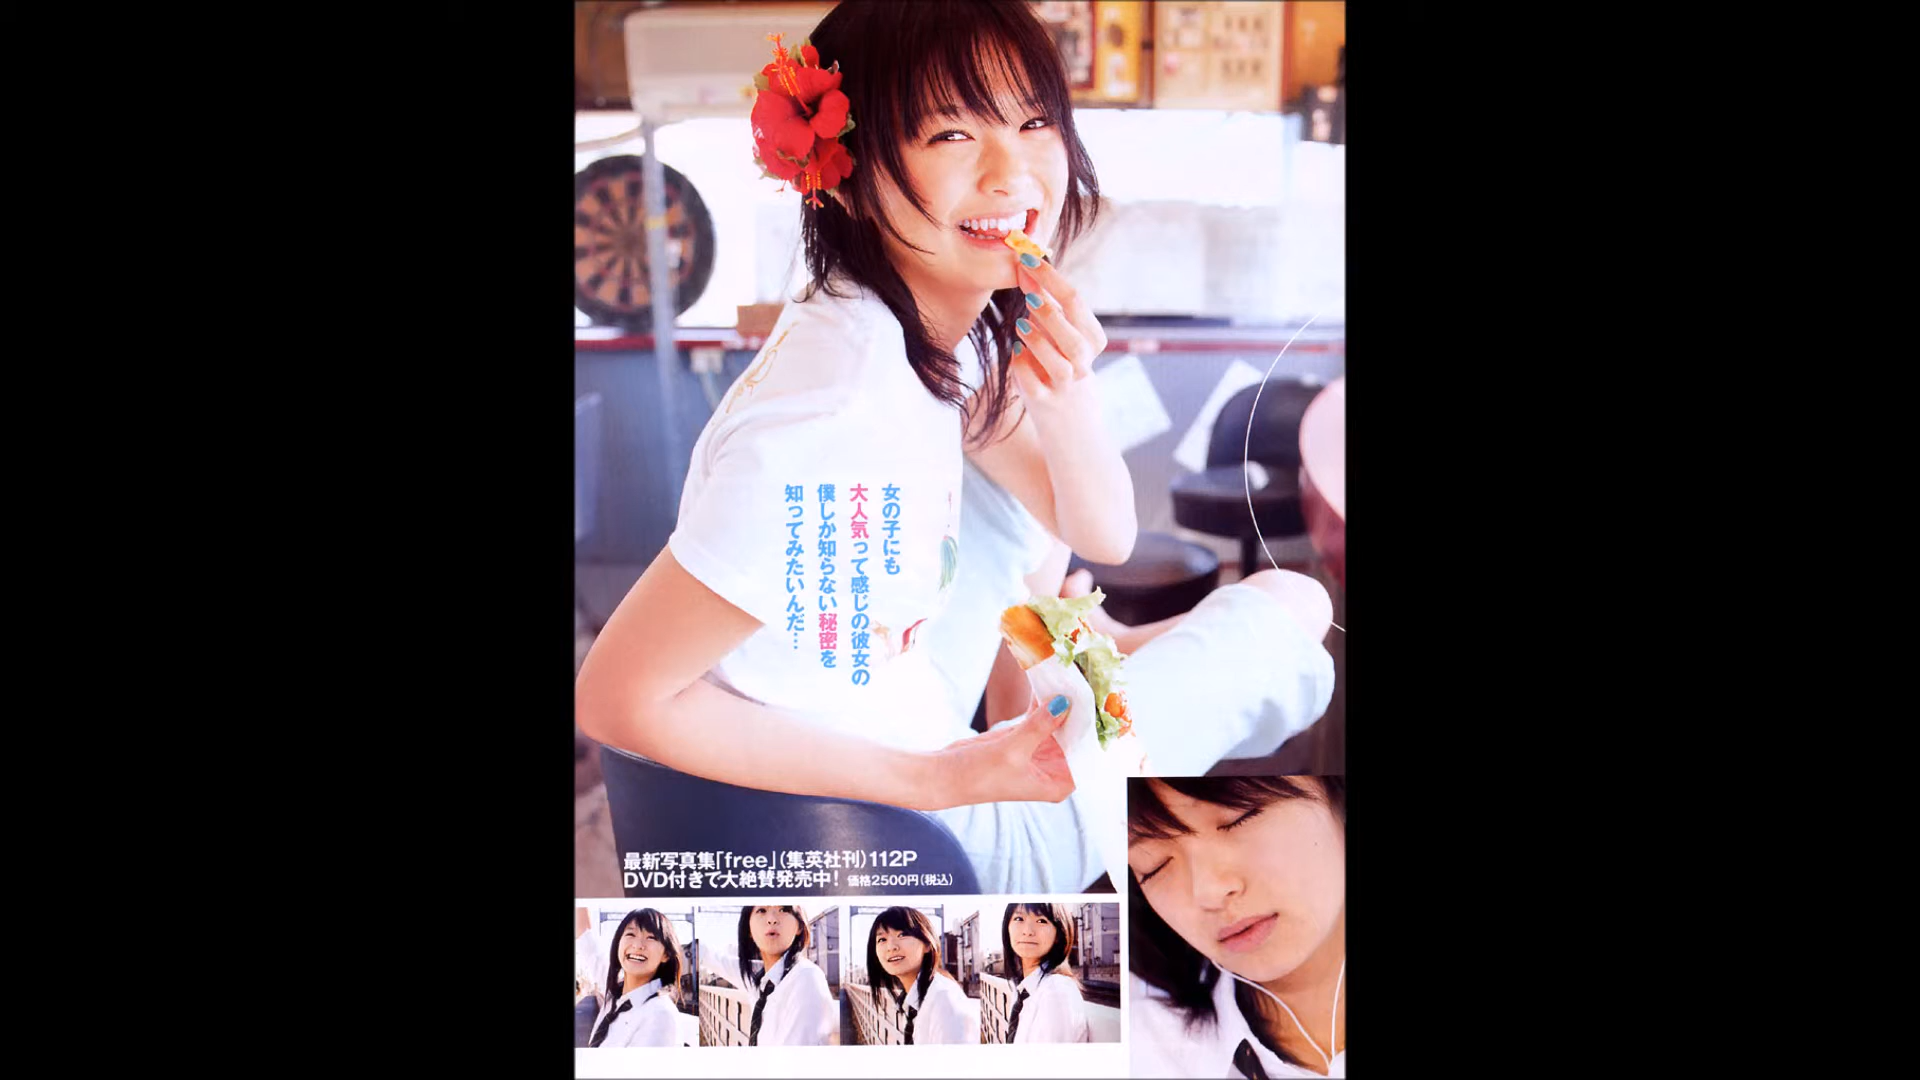 女の子にも
大人気って感じの彼女の
僕しか知らない秘密を
知ってみたいんだ…
最新写真集「free」(集英社刊)112P
DVD付きで大絶賛発売中! 価格2500円(税込)